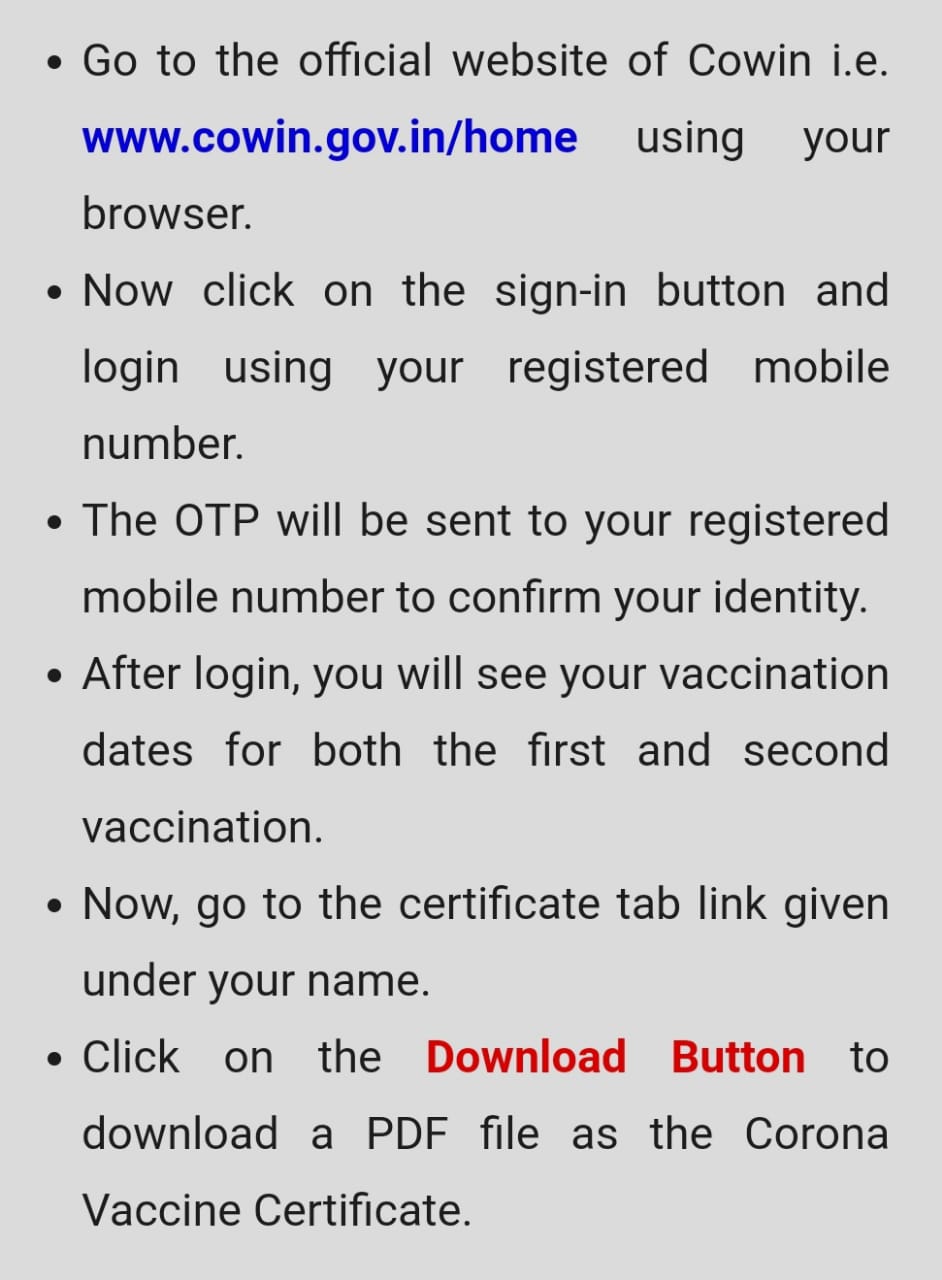 • Go to the official website of Cowin i.e.
www.cowin.gov.in/home using your
browser.
• Now click on the sign-in button and
login using your registered mobile
number.
• The OTP will be sent to your registered
mobile number to confirm your identity.
• After login, you will see your vaccination
dates for both the first and second
vaccination.
• Now, go to the certificate tab link given
under your name.
• Click on the Download Button to
download a PDF file as the Corona
Vaccine Certificate.